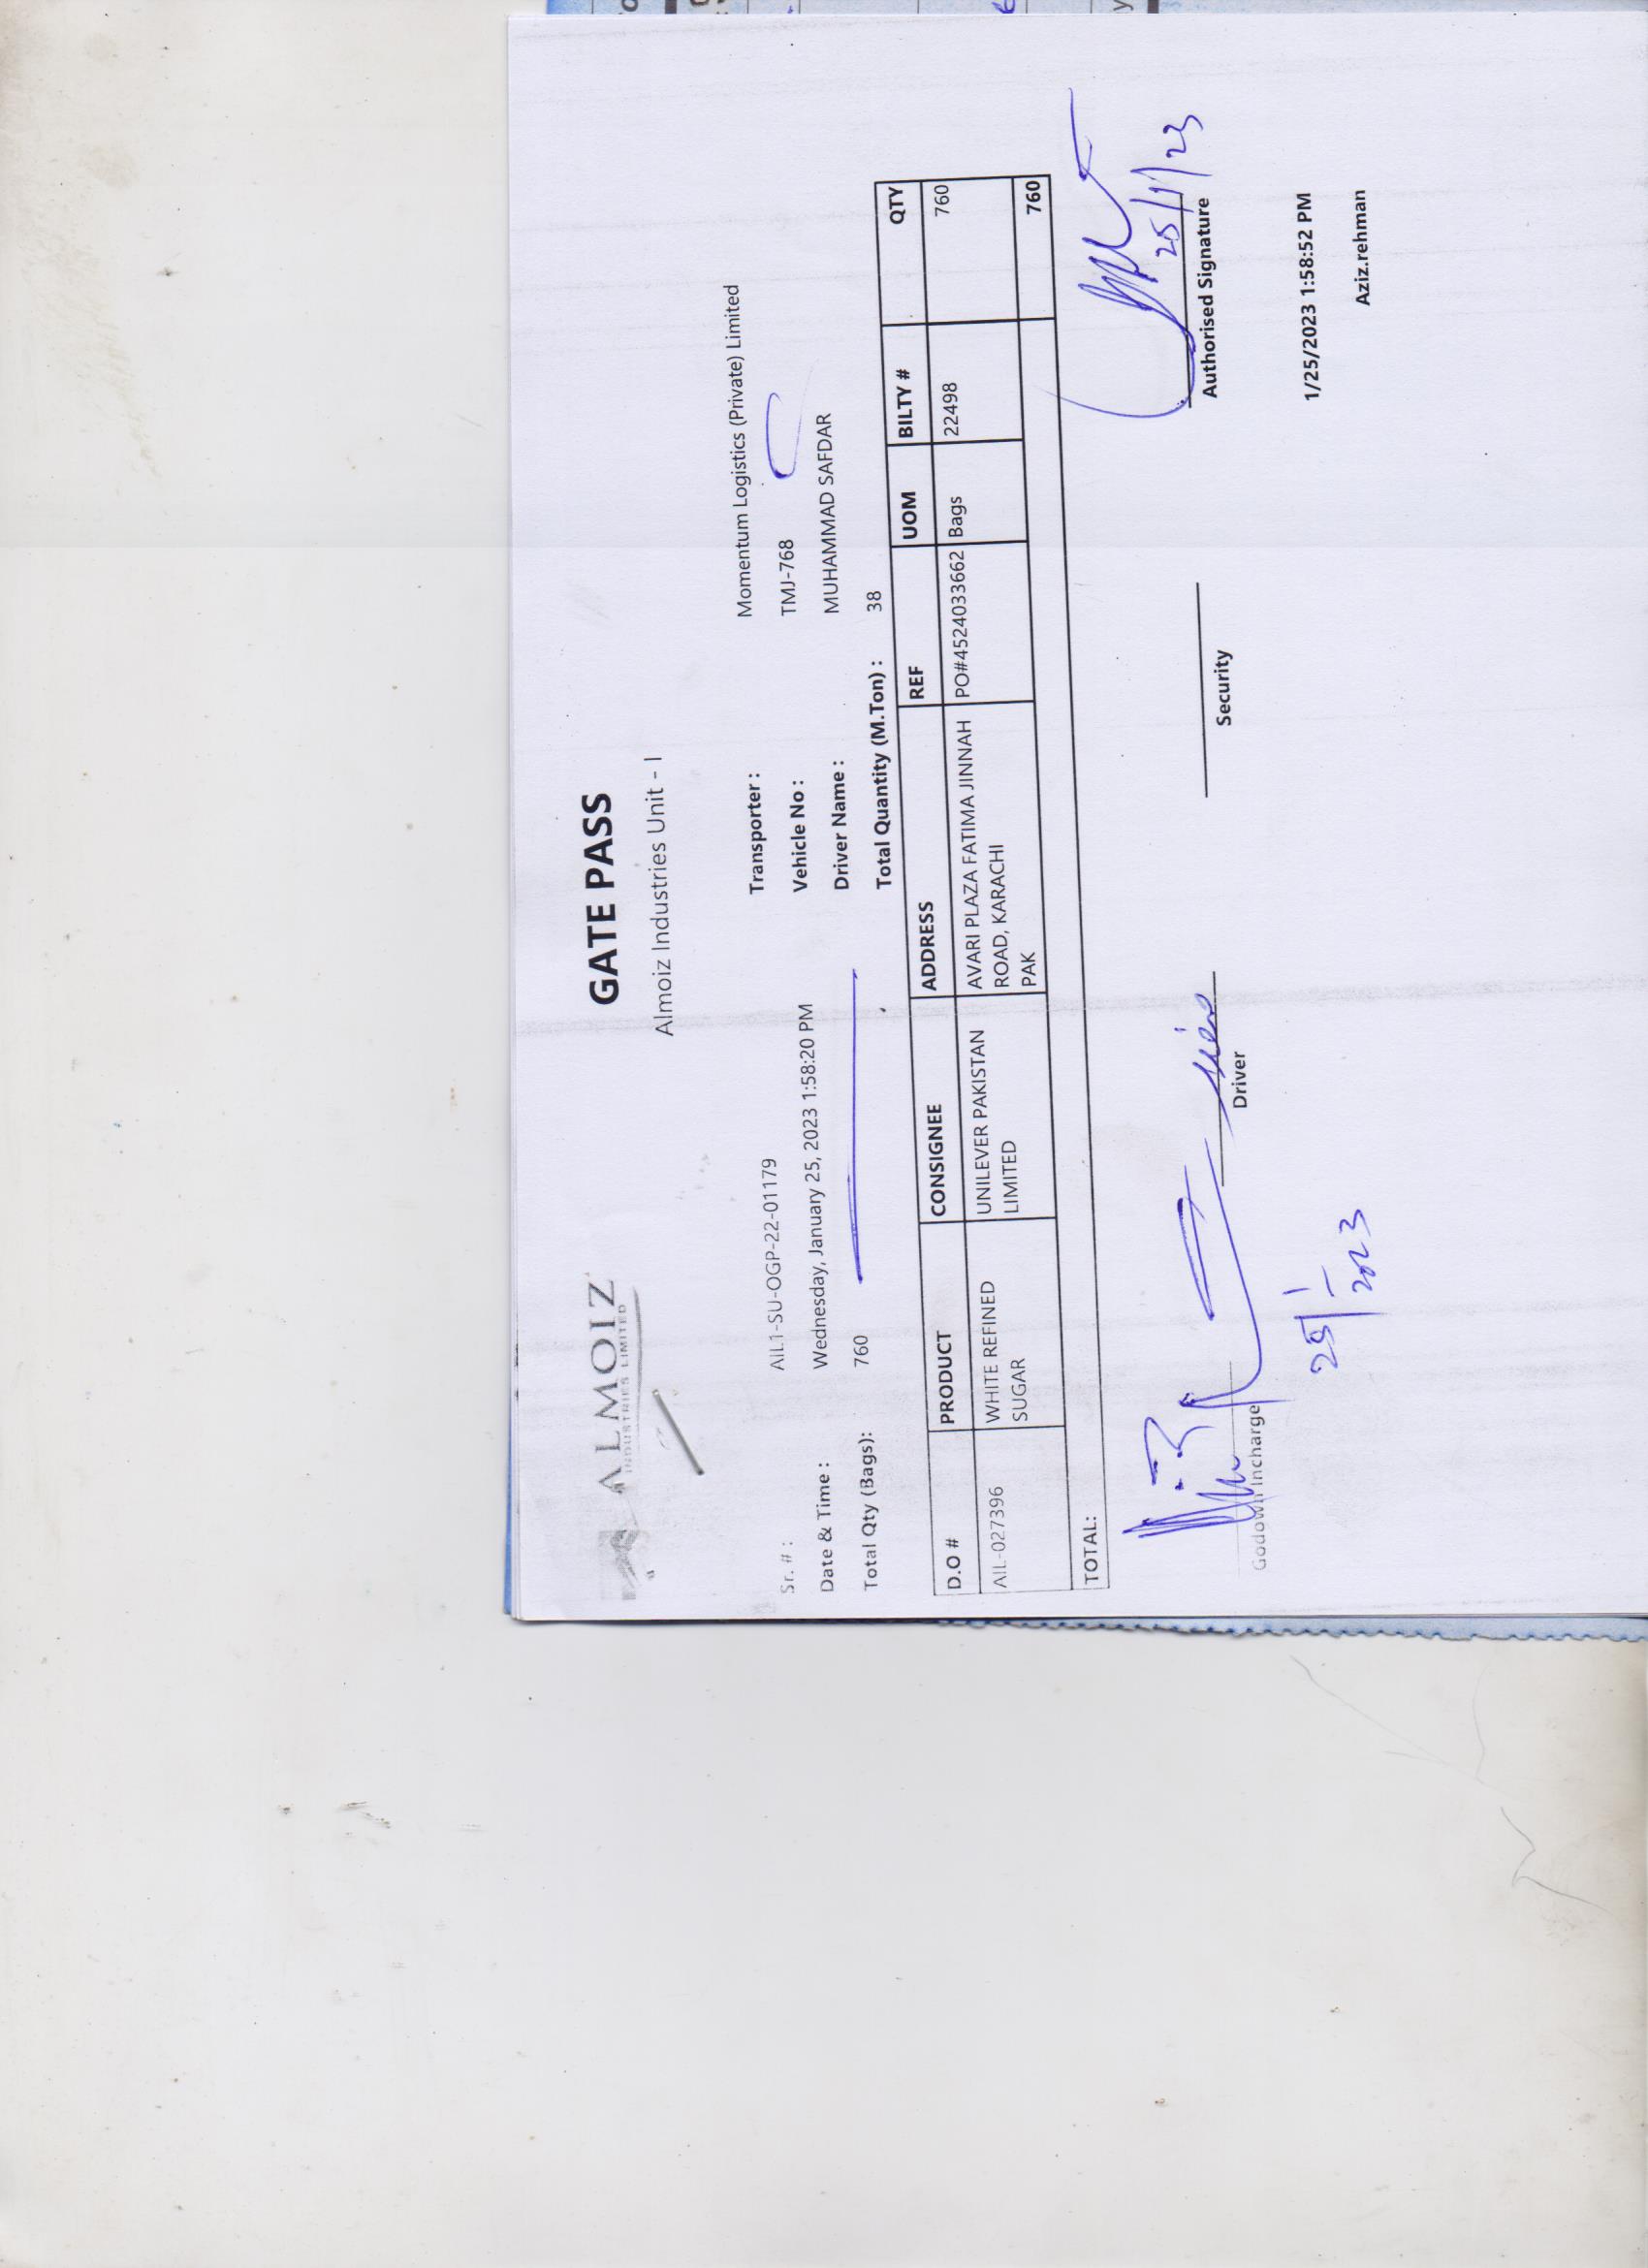 ALMOIZ
INDUSTRIES LIMITED
GATE PASS
Almoiz Industries Unit - I
Sr. # : AIL1-SU-OGP-22-01179
Transporter : Momentum Logistics (Private) Limited
Date & Time : Wednesday, January 25, 2023 1:58:20 PM
Vehicle No : TMJ-768
Total Qty (Bags): 760
Driver Name : MUHAMMAD SAFDAR
Total Quantity (M.Ton) : 38
D.O # PRODUCT CONSIGNEE ADDRESS REF UOM BILTY # QTY
AIL-027396 WHITE REFINED UNILEVER PAKISTAN AVARI PLAZA FATIMA JINNAH PO#4524033662 Bags 22498 760
SUGAR LIMITED ROAD, KARACHI
PAK
TOTAL: 760
25/1/23
Godown Incharge Driver Security Authorised Signature
25/1
2023
1/25/2023 1:58:52 PM
Aziz.rehman